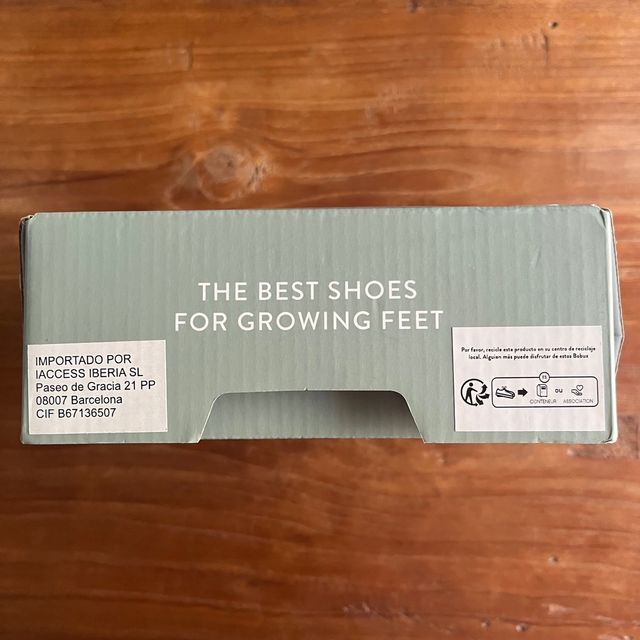 THE BEST SHOES
FOR GROWING FEET
IMPORTADO POR
IACCESS IBERIA SL
Paseo de Gracia 21 PP
08007 Barcelona
CIF B67136507
Por favor, recicle este producto en su centro de reciclaje
local. Alguien más puede disfrutar de estos Bobux
FR
OU
CONTENEUR ASSOCIATION